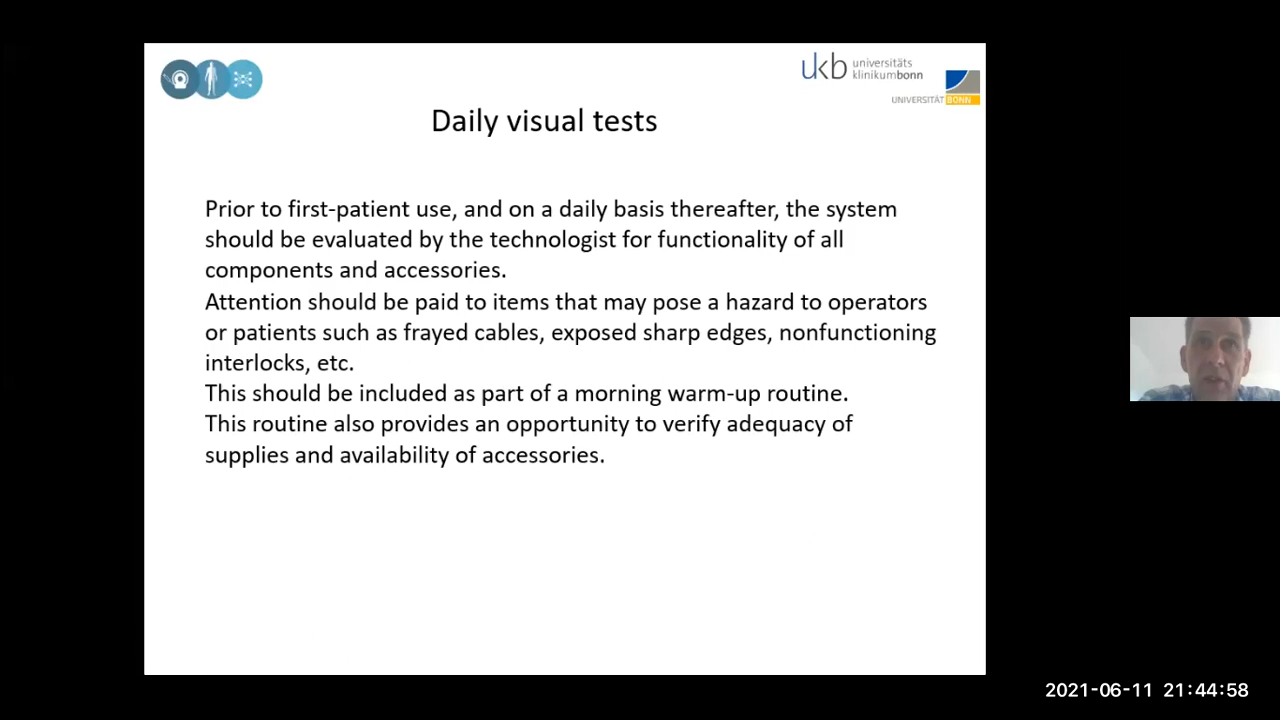 ukb universitäts
klinikumbonn
UNIVERSITÄT BONN
Daily visual tests
Prior to first-patient use, and on a daily basis thereafter, the system
should be evaluated by the technologist for functionality of all
components and accessories.
Attention should be paid to items that may pose a hazard to operators
or patients such as frayed cables, exposed sharp edges, nonfunctioning
interlocks, etc.
This should be included as part of a morning warm-up routine.
This routine also provides an opportunity to verify adequacy of
supplies and availability of accessories.
2021-06-11 21:44:58